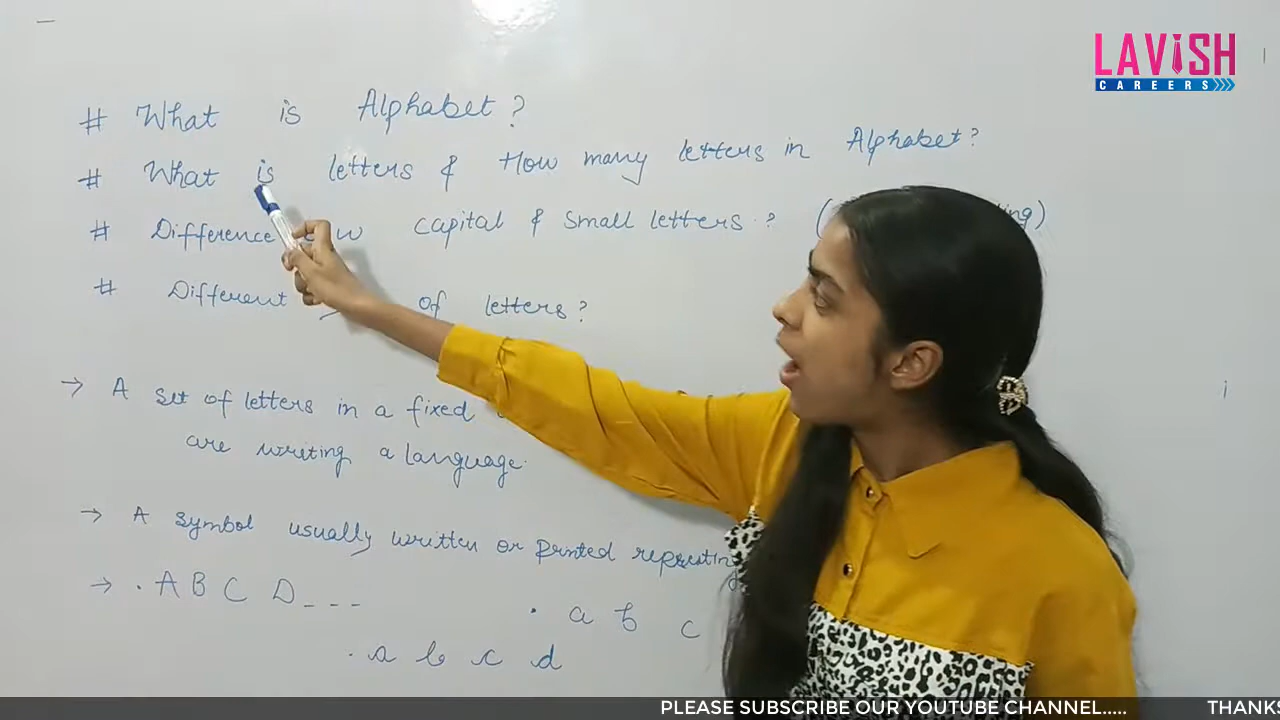 LAVISH
CAREERS
# What is Alphabet?
# What is letters & How many letters in Alphabet?
# Difference w capital & small letters? ( ing)
# Different of letters?
→ A set of letters in a fixed
are writing a language.
→ A symbol usually written or printed represting
→ . A B C D _ _ _
. a b c
. a b c d
i
PLEASE SUBSCRIBE OUR YOUTUBE CHANNEL..... THANKS